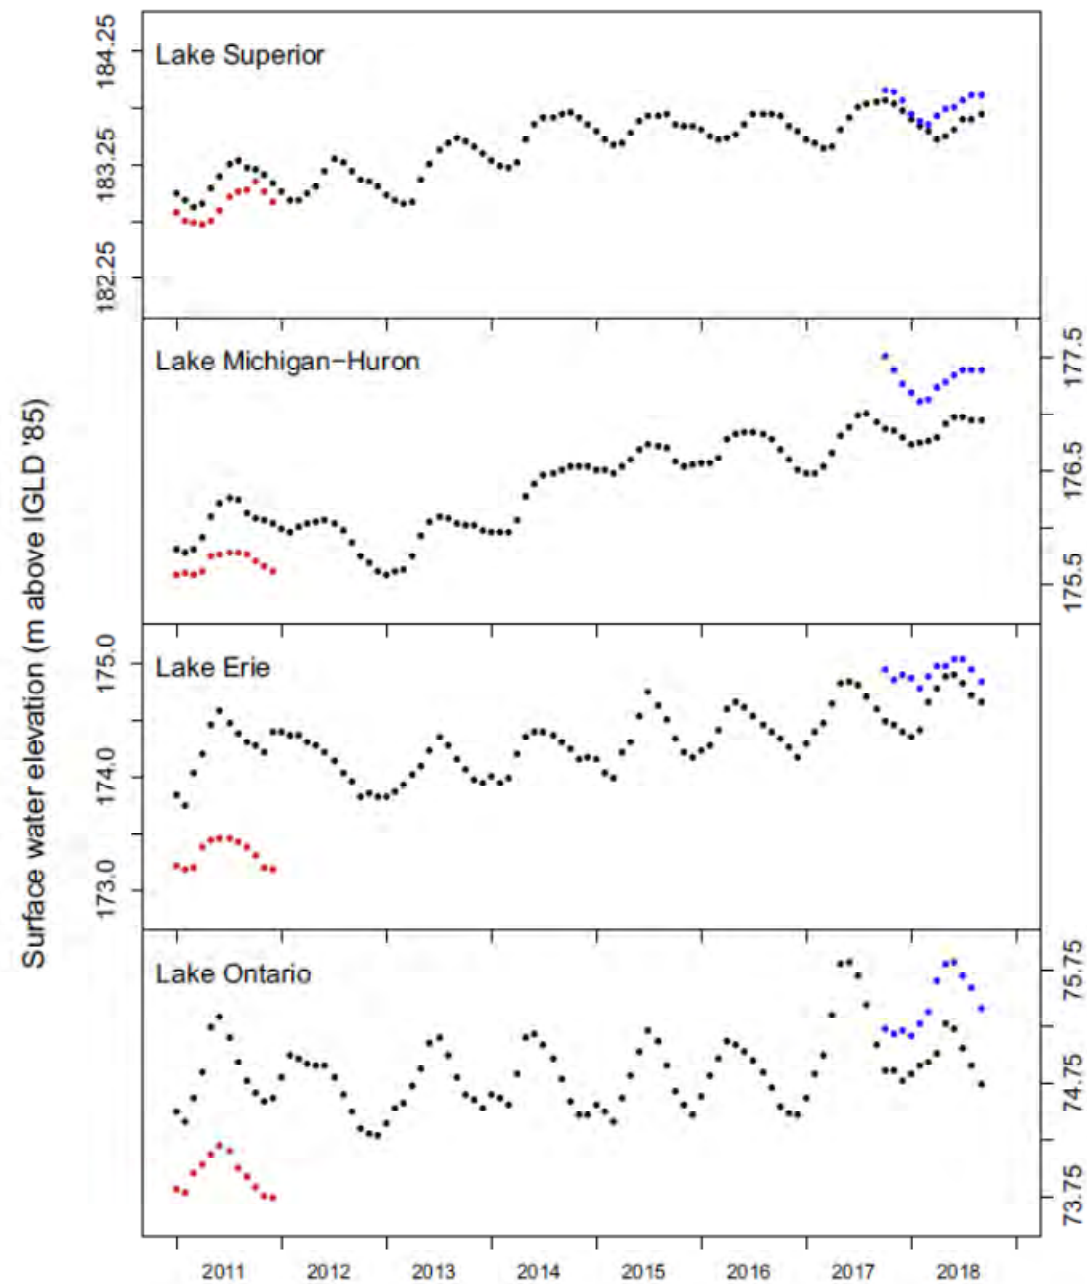 Surface water elevation (m above IGLD '85)
Lake Superior
184.25
183.25
182.25
Lake Michigan−Huron
177.5
176.5
175.5
Lake Erie
175.0
174.0
173.0
Lake Ontario
75.75
74.75
73.75
2011 2012 2013 2014 2015 2016 2017 2018